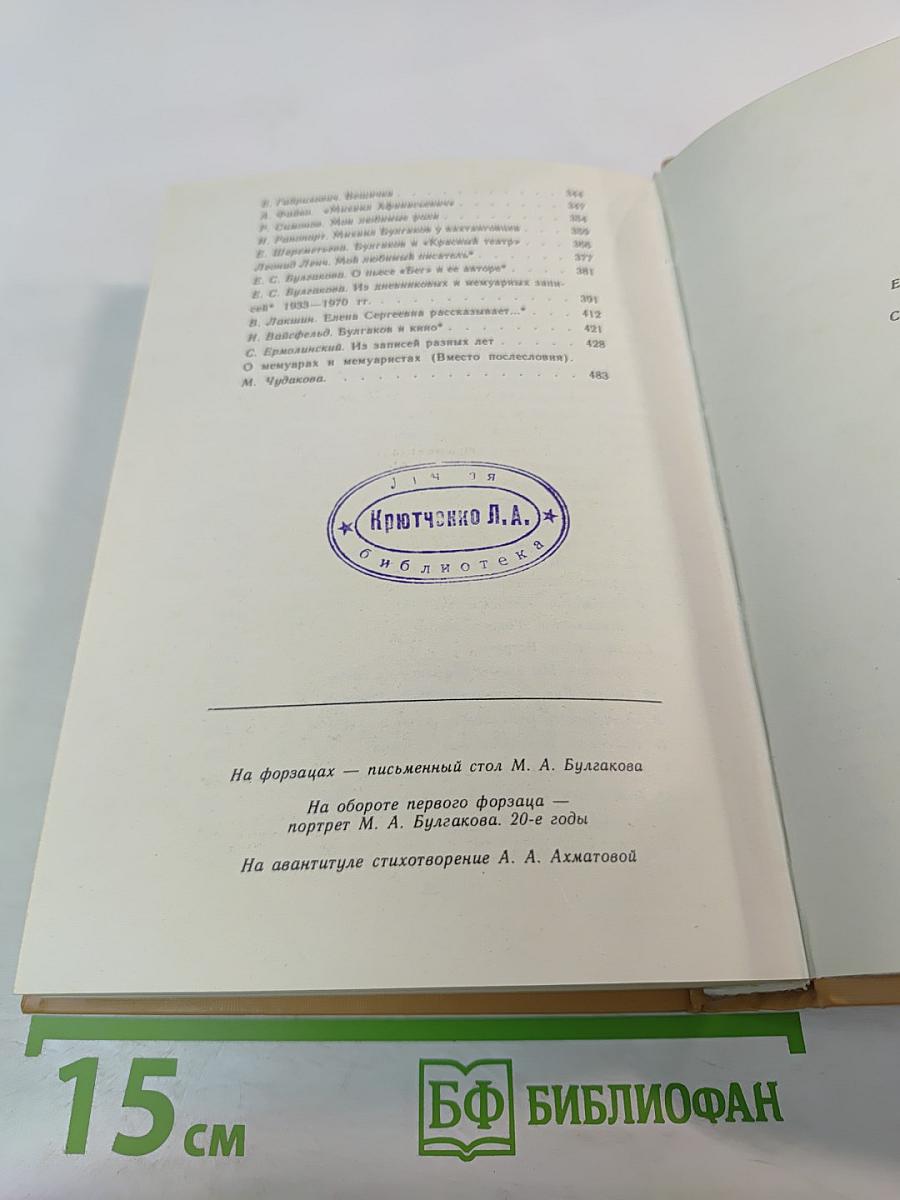 Е. Габрилович. Вещички . . . . . . . . . . . 344
А. Файко. «Михаил Афанасьевич» . . . . . . . 347
Р. Симонов. Мои любимые роли . . . . . . . 354
И. Раппопорт. Михаил Булгаков у вахтанговцев . . . 359
Е. Шереметьева. Булгаков и «Красный театр» . . . 366
Леонид Ленч. Мой любимый писатель* . . . . . . 377
Е. С. Булгакова. О пьесе «Бег» и ее авторе* . . . . 381
Е. С. Булгакова. Из дневниковых и мемуарных запи-
сей* 1933—1970 гг. . . . . . . . . . . . . 391
В. Лакшин. Елена Сергеевна рассказывает...* . . . 412
И. Вайсфельд. Булгаков и кино* . . . . . . . 421
С. Ермолинский. Из записей разных лет . . . . . 428
О мемуарах и мемуаристах (Вместо послесловия).
М. Чудакова. . . . . . . . . . . . . . . 483
Крютченко Л. А.
библиотека
На форзацах — письменный стол М. А. Булгакова
На обороте первого форзаца —
портрет М. А. Булгакова. 20-е годы
На авантитуле стихотворение А. А. Ахматовой
Е
С
15 см
БФ БИБЛИОФАН